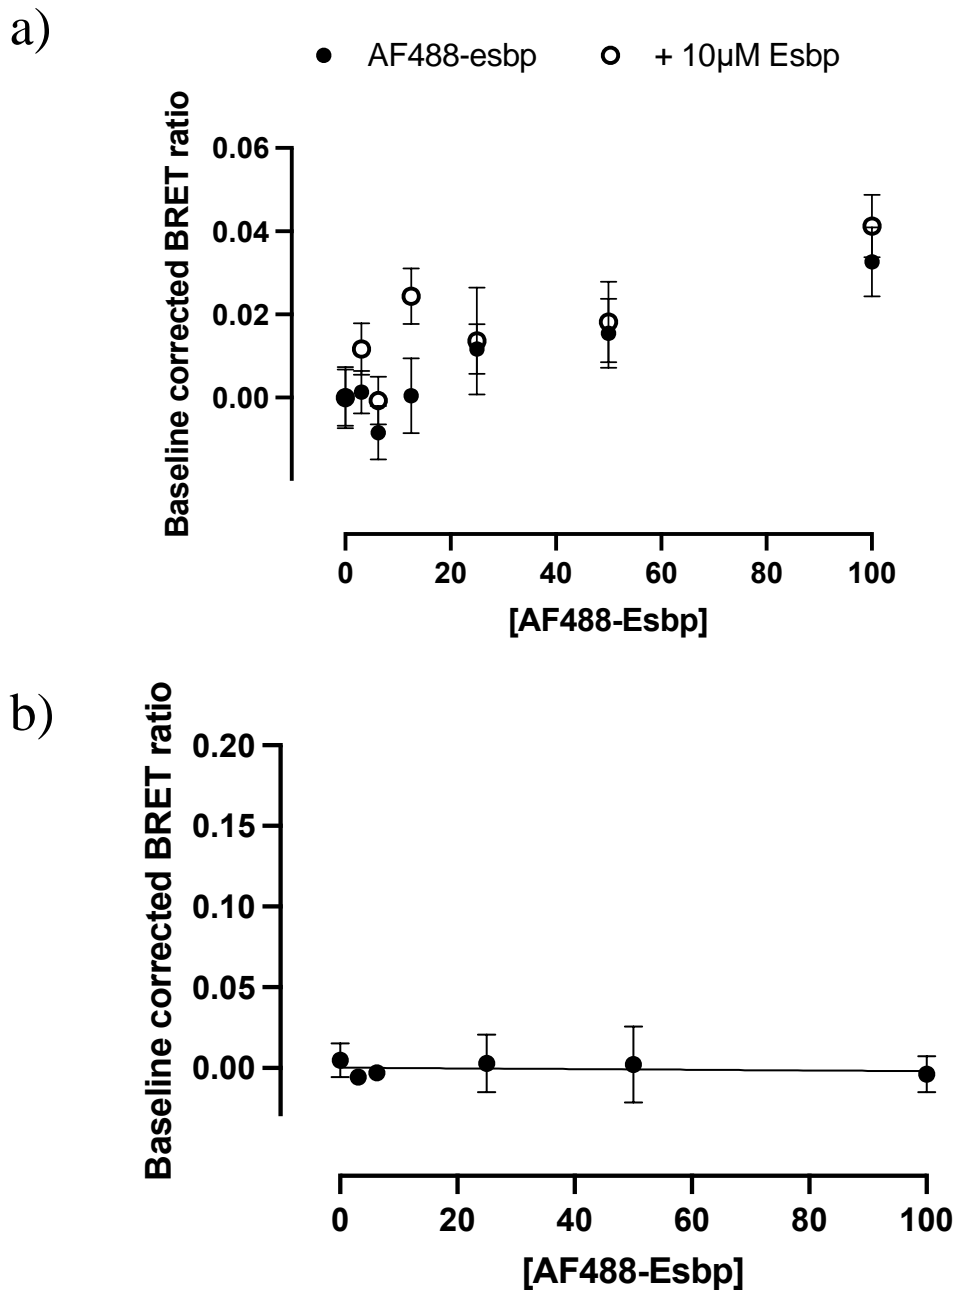 a)
AF488-esbp
+ 10µM Esbp
Baseline corrected BRET ratio
0.06
0.04
0.02
0.00
0 20 40 60 80 100
[AF488-Esbp]
b)
Baseline corrected BRET ratio
0.20
0.15
0.10
0.05
0.00
0 20 40 60 80 100
[AF488-Esbp]